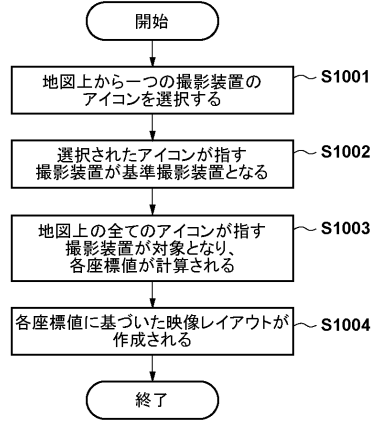 開始
地図上から一つの撮影装置の
アイコンを選択する
S1001
選択されたアイコンが指す
撮影装置が基準撮影装置となる
S1002
地図上の全てのアイコンが指す
撮影装置が対象となり、
各座標値が計算される
S1003
各座標値に基づいた映像レイアウトが
作成される
S1004
終了